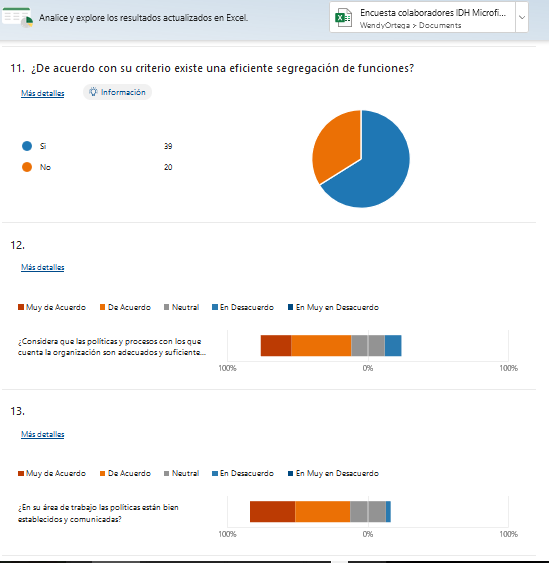 Analice y explore los resultados actualizados en Excel.
Encuesta colaboradores IDH Microfi...
WendyOrtega > Documents
11. ¿De acuerdo con su criterio existe una eficiente segregación de funciones?
Más detalles
Información
Si 39
No 20
12.
Más detalles
Muy de Acuerdo De Acuerdo Neutral En Desacuerdo En Muy en Desacuerdo
¿Considera que las políticas y procesos con los que
cuenta la organización son adecuados y suficiente...
100% 0% 100%
13.
Más detalles
Muy de Acuerdo De Acuerdo Neutral En Desacuerdo En Muy en Desacuerdo
¿En su área de trabajo las políticas están bien
establecidos y comunicadas?
100% 0% 100%